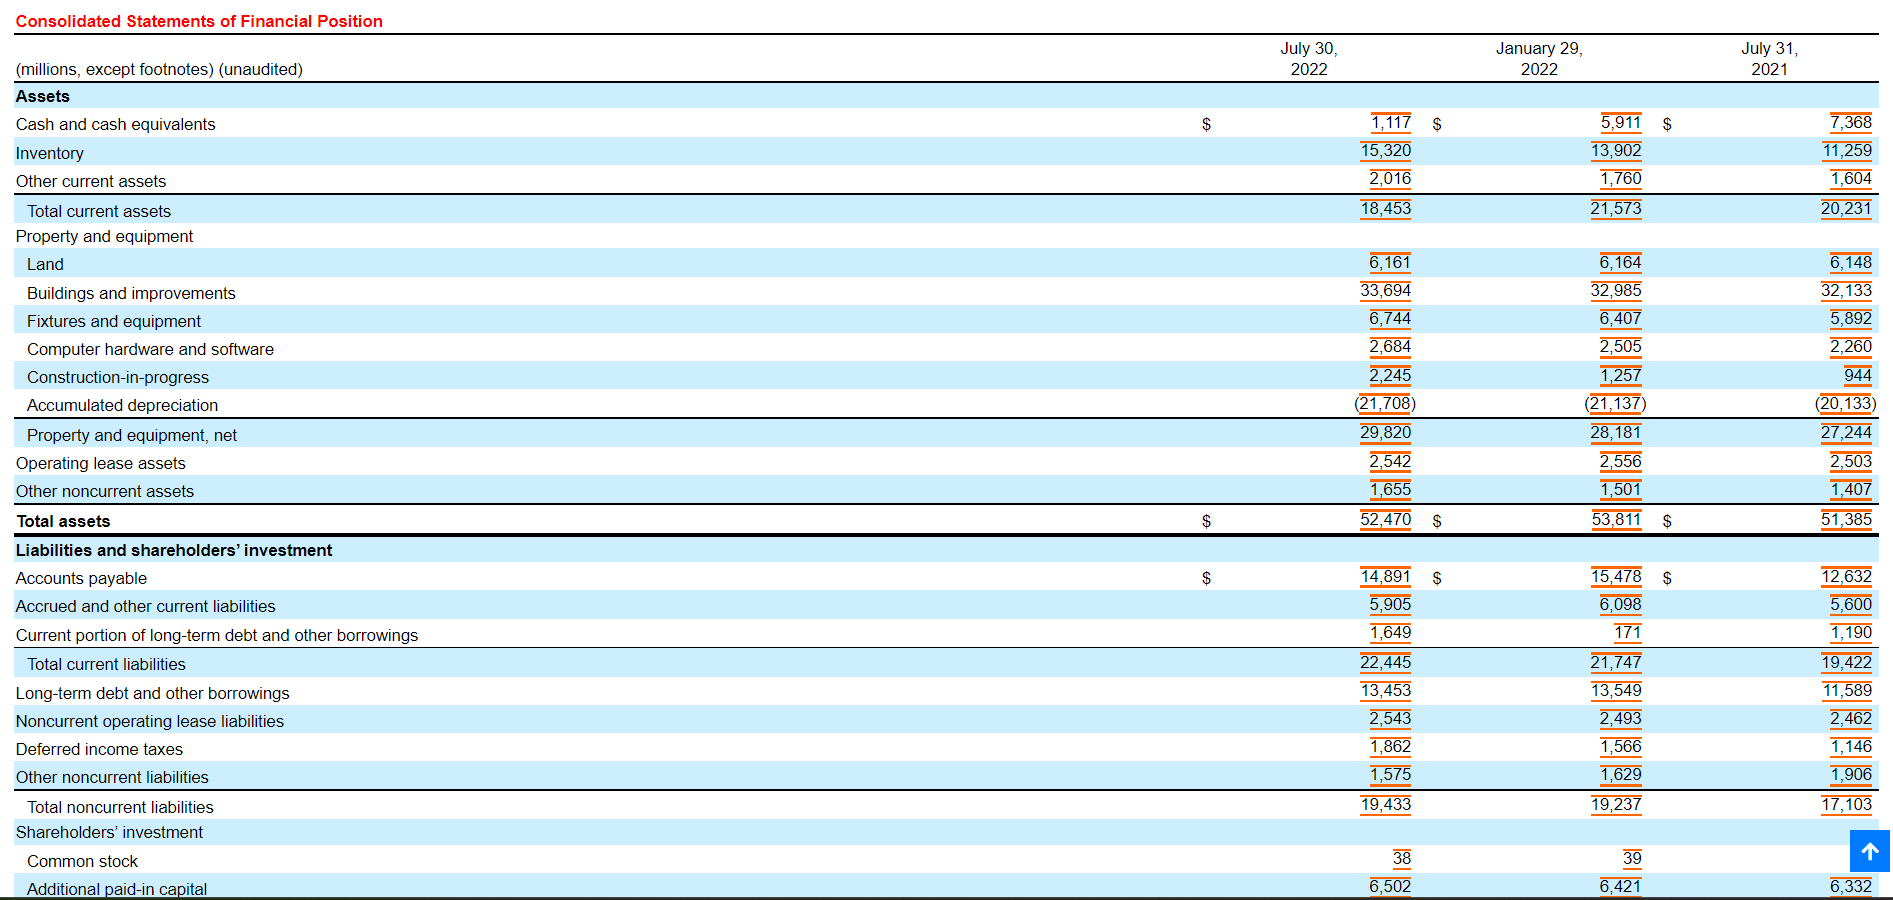 Consolidated Statements of Financial Position
July 30, January 29, July 31,
(millions, except footnotes) (unaudited) 2022 2022 2021
Assets
Cash and cash equivalents $ 1,117 $ 5,911 $ 7,368
Inventory 15,320 13,902 11,259
Other current assets 2,016 1,760 1,604
Total current assets 18,453 21,573 20,231
Property and equipment
Land 6,161 6,164 6,148
Buildings and improvements 33,694 32,985 32,133
Fixtures and equipment 6,744 6,407 5,892
Computer hardware and software 2,684 2,505 2,260
Construction-in-progress 2,245 1,257 944
Accumulated depreciation (21,708) (21,137) (20,133)
Property and equipment, net 29,820 28,181 27,244
Operating lease assets 2,542 2,556 2,503
Other noncurrent assets 1,655 1,501 1,407
Total assets $ 52,470 $ 53,811 $ 51,385
Liabilities and shareholders’ investment
Accounts payable $ 14,891 $ 15,478 $ 12,632
Accrued and other current liabilities 5,905 6,098 5,600
Current portion of long-term debt and other borrowings 1,649 171 1,190
Total current liabilities 22,445 21,747 19,422
Long-term debt and other borrowings 13,453 13,549 11,589
Noncurrent operating lease liabilities 2,543 2,493 2,462
Deferred income taxes 1,862 1,566 1,146
Other noncurrent liabilities 1,575 1,629 1,906
Total noncurrent liabilities 19,433 19,237 17,103
Shareholders’ investment
Common stock 38 39
Additional paid-in capital 6,502 6,421 6,332